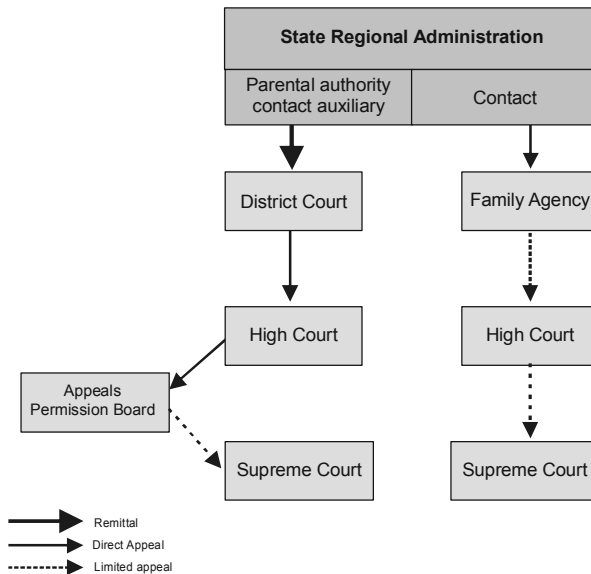 State Regional Administration
Parental authority
contact auxiliary
Contact
District Court
Family Agency
High Court
High Court
Appeals
Permission Board
Supreme Court
Supreme Court
Remittal
Direct Appeal
Limited appeal